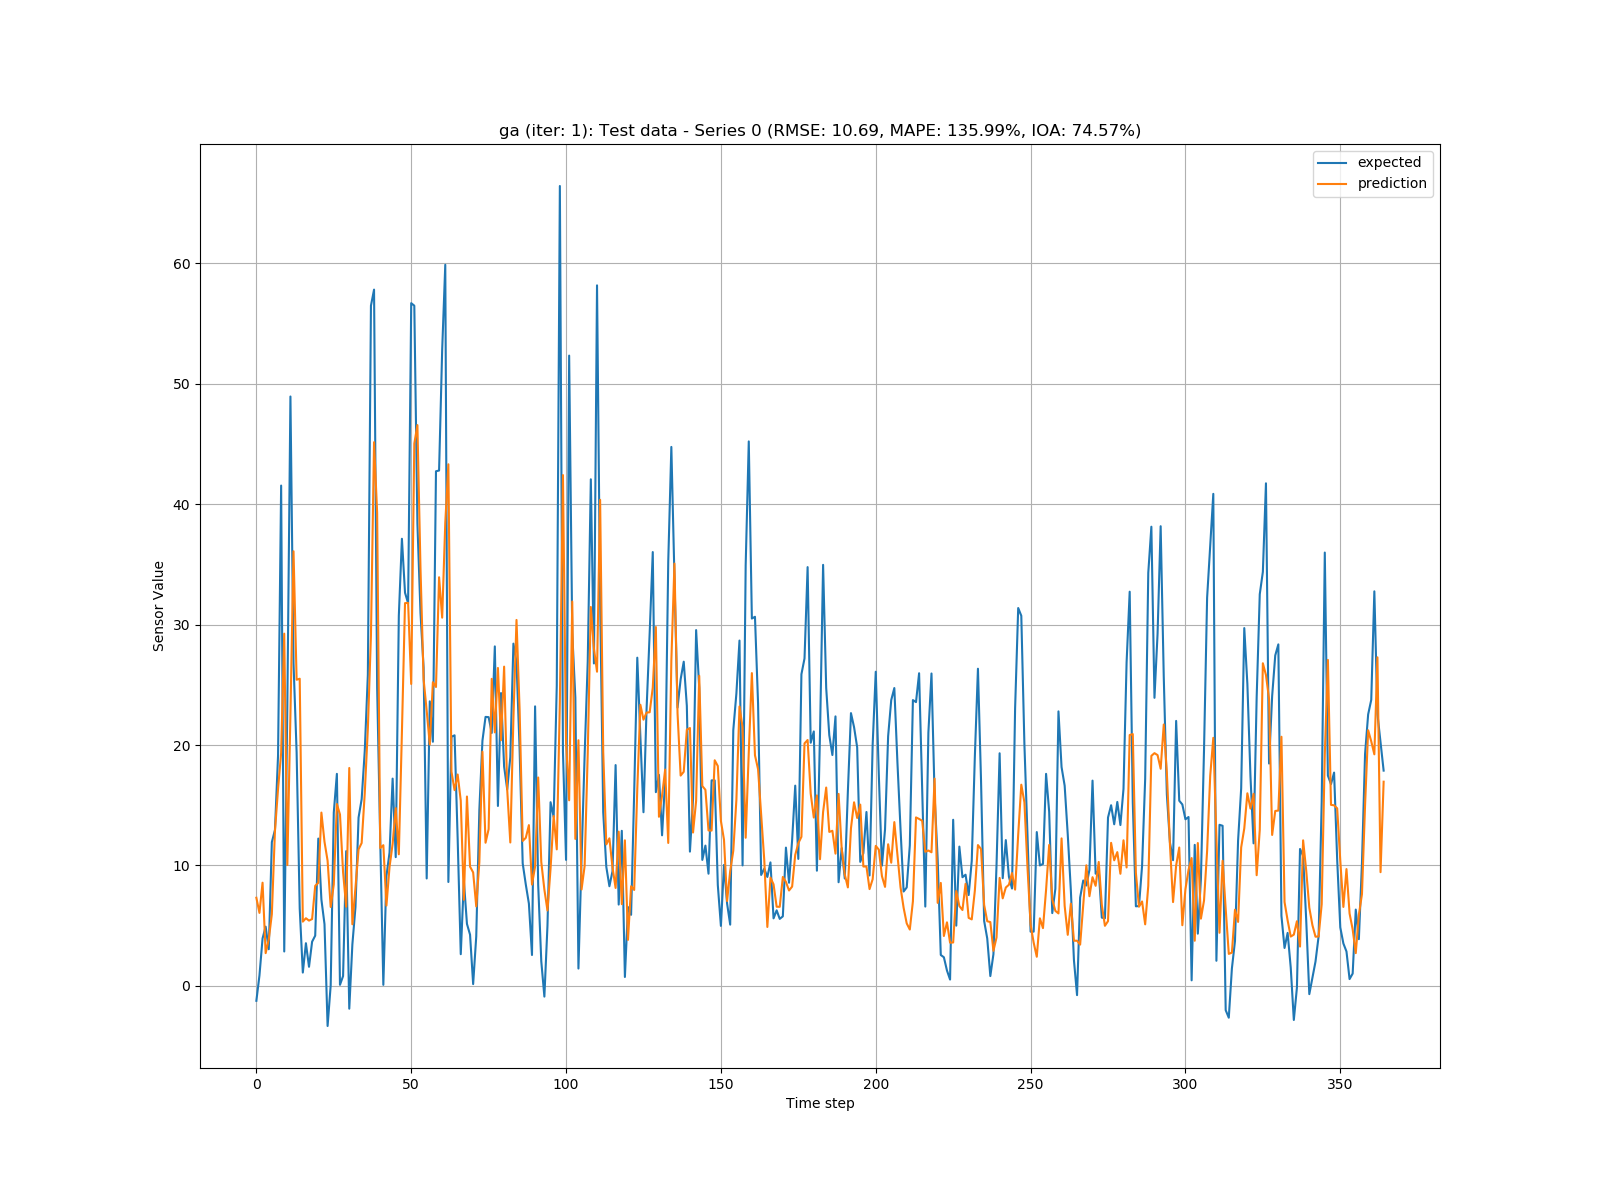 ga (iter: 1): Test data - Series 0 (RMSE: 10.69, MAPE: 135.99%, IOA: 74.57%)
expected
prediction
Sensor Value
60
50
40
30
20
10
0
0 50 100 150 200 250 300 350
Time step